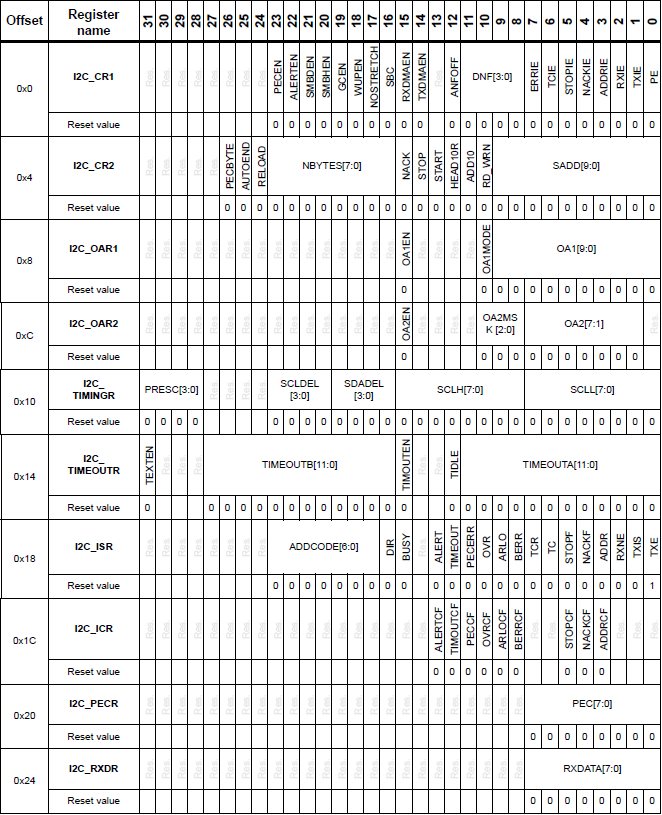 Offset Register name 31 30 29 28 27 26 25 24 23 22 21 20 19 18 17 16 15 14 13 12 11 10 9 8 7 6 5 4 3 2 1 0
0x0 I2C_CR1 Res. Res. Res. Res. Res. Res. Res. Res. PECEN ALERTEN SMBDEN SMBHEN GCEN WUPEN NOSTRETCH SBC RXDMAEN TXDMAEN Res. ANFOFF DNF[3:0] ERRIE TCIE STOPIE NACKIE ADDRIE RXIE TXIE PE
Reset value 0 0 0 0 0 0 0 0 0 0 0 0 0 0 0 0 0 0 0 0 0 0 0
0x4 I2C_CR2 Res. Res. Res. Res. Res. PECBYTE AUTOEND RELOAD NBYTES[7:0] NACK STOP START HEAD10R ADD10 RD_WRN SADD[9:0]
Reset value 0 0 0 0 0 0 0 0 0 0 0 0 0 0 0 0 0 0 0 0 0 0 0 0 0 0 0
0x8 I2C_OAR1 Res. Res. Res. Res. Res. Res. Res. Res. Res. Res. Res. Res. Res. Res. Res. Res. OA1EN Res. Res. Res. Res. OA1MODE OA1[9:0]
Reset value 0 0 0 0 0 0 0 0 0 0 0 0
0xC I2C_OAR2 Res. Res. Res. Res. Res. Res. Res. Res. Res. Res. Res. Res. Res. Res. Res. Res. OA2EN Res. Res. Res. Res. OA2MS K [2:0] OA2[7:1] Res.
Reset value 0 0 0 0 0 0 0 0 0 0 0
0x10 I2C_ TIMINGR PRESC[3:0] Res. Res. Res. Res. SCLDEL [3:0] SDADEL [3:0] SCLH[7:0] SCLL[7:0]
Reset value 0 0 0 0 0 0 0 0 0 0 0 0 0 0 0 0 0 0 0 0 0 0 0 0 0 0 0 0
0x14 I2C_ TIMEOUTR TEXTEN Res. Res. Res. TIMEOUTB[11:0] TIMOUTEN Res. Res. TIDLE TIMEOUTA[11:0]
Reset value 0 0 0 0 0 0 0 0 0 0 0 0 0 0 0 0 0 0 0 0 0 0 0 0 0 0 0
0x18 I2C_ISR Res. Res. Res. Res. Res. Res. Res. Res. ADDCODE[6:0] DIR BUSY Res. ALERT TIMEOUT PECERR OVR ARLO BERR TCR TC STOPF NACKF ADDR RXNE TXIS TXE
Reset value 0 0 0 0 0 0 0 0 0 0 0 0 0 0 0 0 0 0 0 0 0 0 1
0x1C I2C_ICR Res. Res. Res. Res. Res. Res. Res. Res. Res. Res. Res. Res. Res. Res. Res. Res. Res. Res. ALERTCF TIMOUTCF PECCF OVRCF ARLOCF BERRCF Res. Res. STOPCF NACKCF ADDRCF Res. Res. Res.
Reset value 0 0 0 0 0 0 0 0 0
0x20 I2C_PECR Res. Res. Res. Res. Res. Res. Res. Res. Res. Res. Res. Res. Res. Res. Res. Res. Res. Res. Res. Res. Res. Res. Res. Res. PEC[7:0]
Reset value 0 0 0 0 0 0 0 0
0x24 I2C_RXDR Res. Res. Res. Res. Res. Res. Res. Res. Res. Res. Res. Res. Res. Res. Res. Res. Res. Res. Res. Res. Res. Res. Res. Res. RXDATA[7:0]
Reset value 0 0 0 0 0 0 0 0